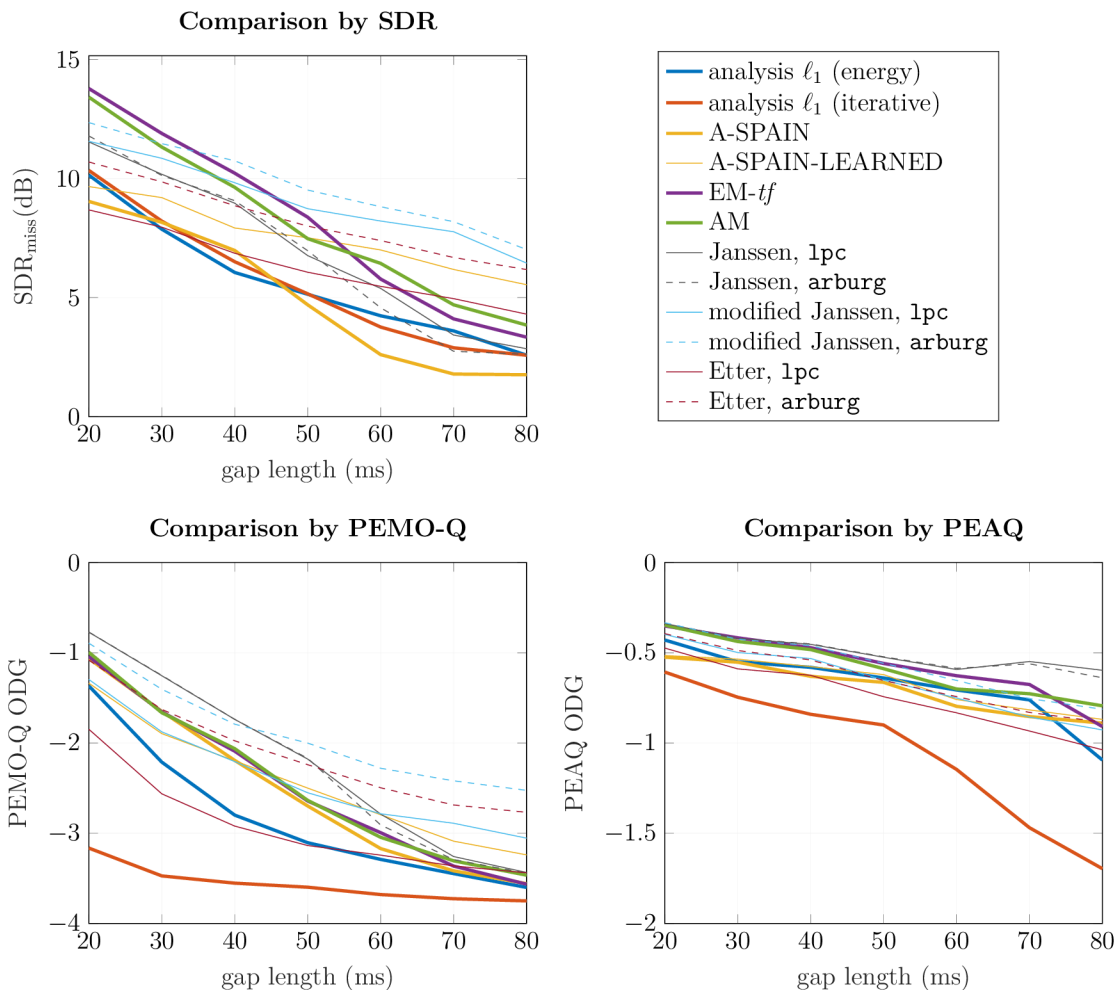 Comparison by SDR
15
10
5
0
20 30 40 50 60 70 80
SDRmiss(dB)
gap length (ms)
analysis ℓ1 (energy)
analysis ℓ1 (iterative)
A-SPAIN
A-SPAIN-LEARNED
EM-tf
AM
Janssen, lpc
Janssen, arburg
modified Janssen, lpc
modified Janssen, arburg
Etter, lpc
Etter, arburg
Comparison by PEMO-Q
0
−1
−2
−3
−4
20 30 40 50 60 70 80
PEMO-Q ODG
gap length (ms)
Comparison by PEAQ
0
−0.5
−1
−1.5
−2
20 30 40 50 60 70 80
PEAQ ODG
gap length (ms)